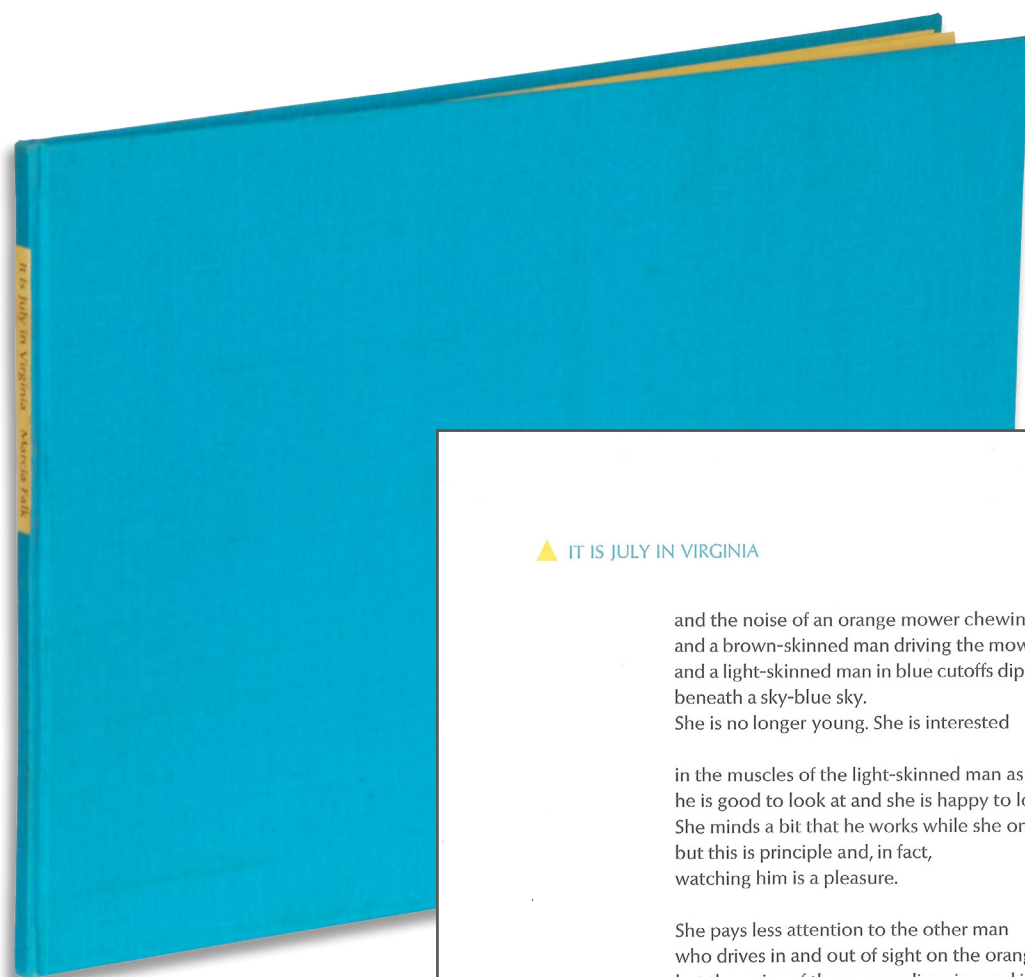 It Is July in Virginia Marcia Falk
IT IS JULY IN VIRGINIA
and the noise of an orange mower
and a brown-skinned man driving the
and a light-skinned man in blue cutoffs
beneath a sky-blue sky.
She is no longer young. She is interested
in the muscles of the light-skinned man as
he is good to look at and she is happy to
She minds a bit that he works while she
but this is principle and, in fact,
watching him is a pleasure.
She pays less attention to the other man
who drives in and out of sight on the